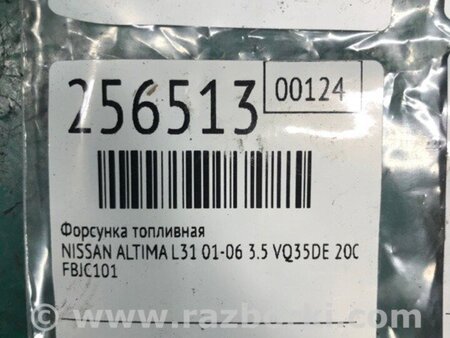 256513
00124
Форсунка топливная
NISSAN ALTIMA L31 01-06 3.5 VQ35DE 20C
FBJC101
www.razborki.com